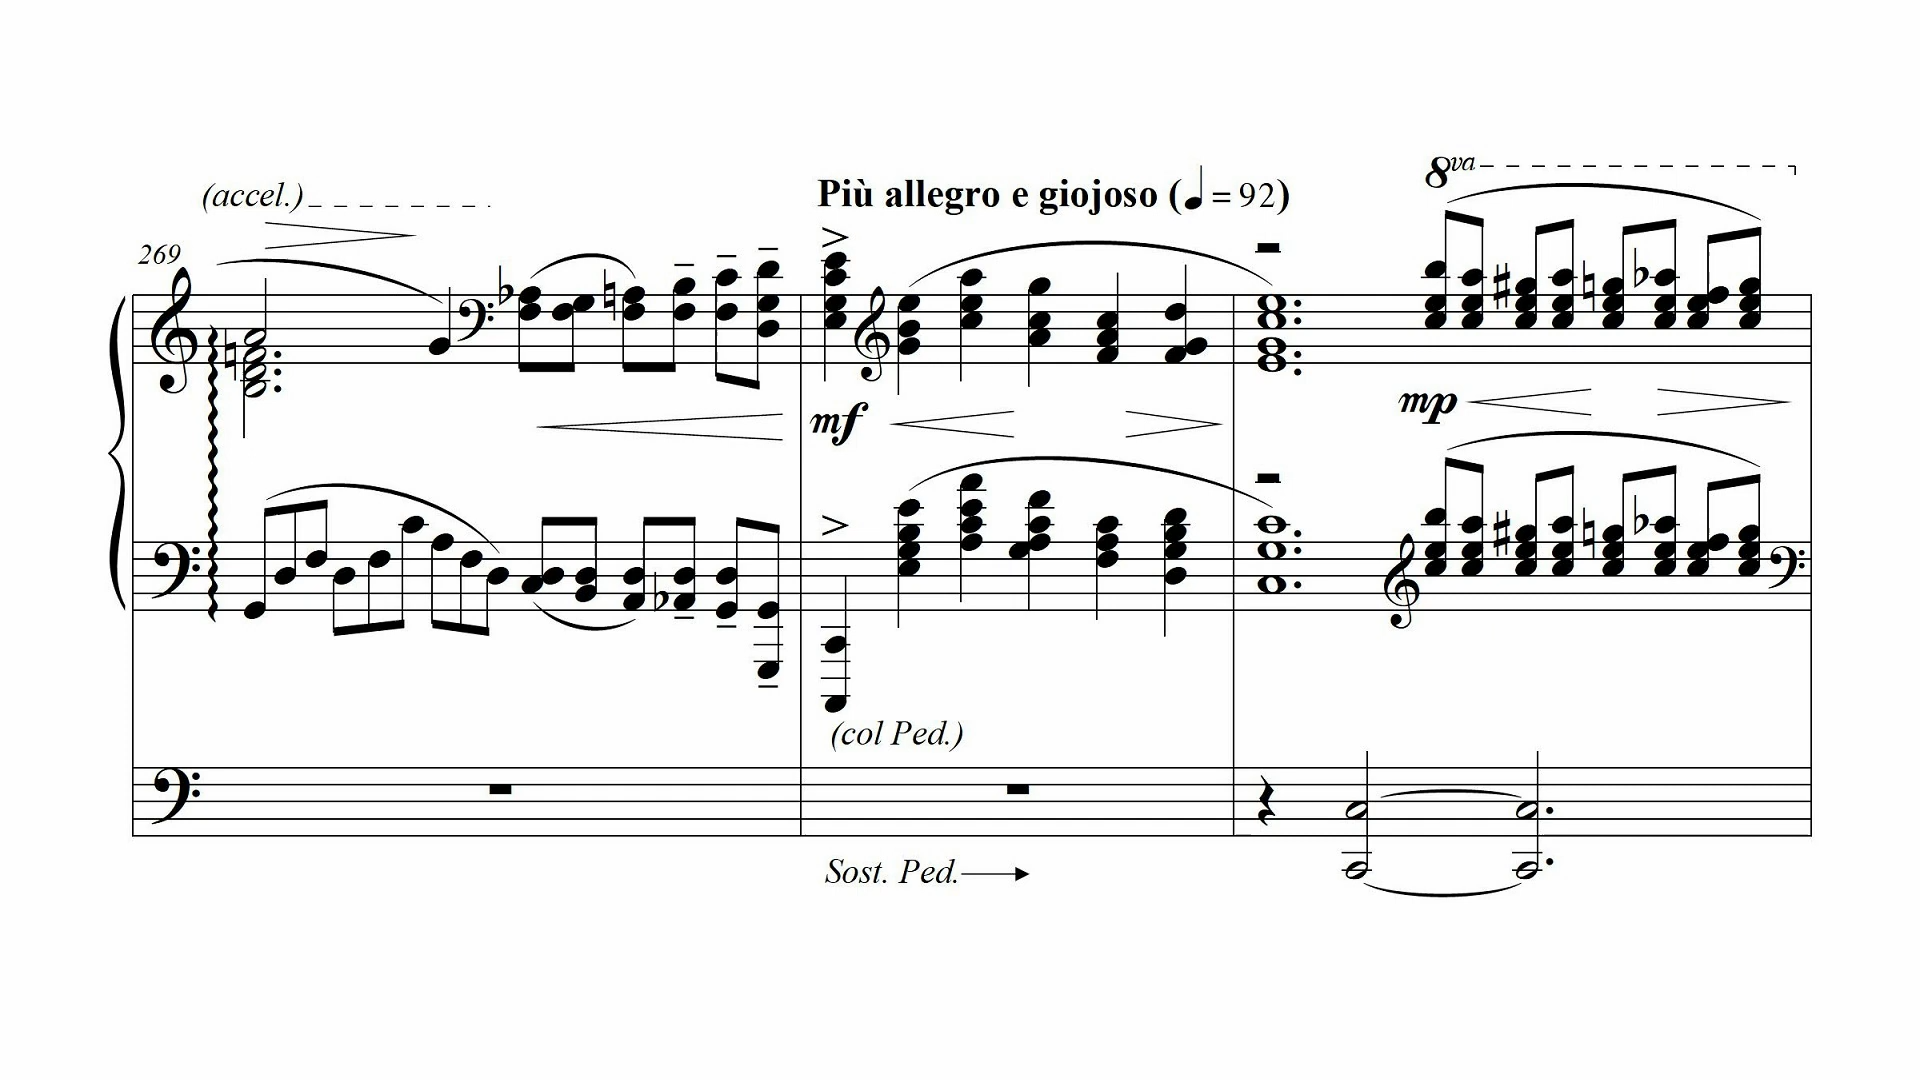 (accel.)
269
Più allegro e giojoso (♩ = 92)
8va
mf
mp
(col Ped.)
Sost. Ped.